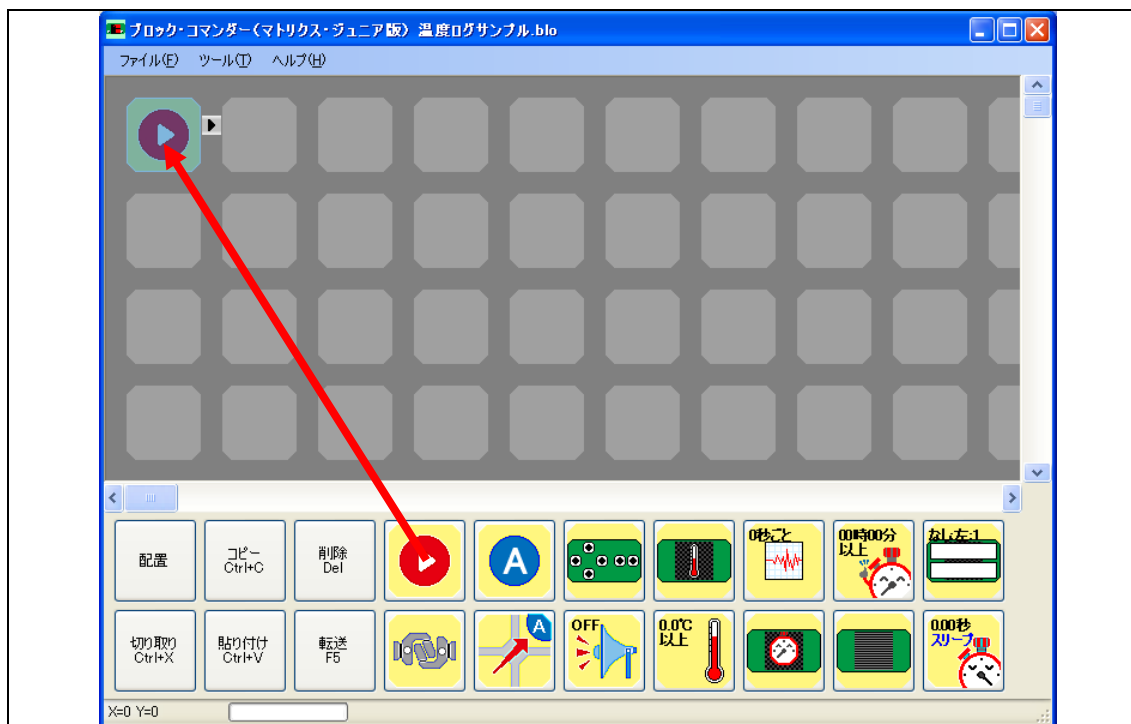 ブロック・コマンダー(マトリクス・ジュニア版) 温度ログサンプル.blo
ファイル(F) ツール(T) ヘルプ(H)
配置
コピー
Ctrl+C
削除
Del
A
0秒ごと
00時00分
以上
なし左:1
切り取り
Ctrl+X
貼り付け
Ctrl+V
転送
F5
A
OFF
0.0℃
以上
0.00秒
スリープ
X=0 Y=0